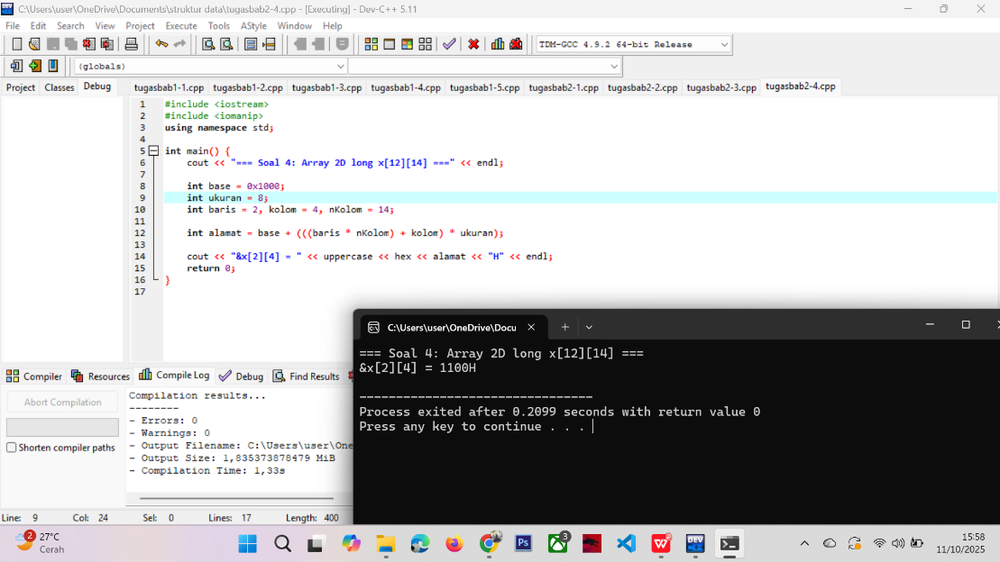 C:\Users\user\OneDrive\Documents\struktur data\tugasbab2-4.cpp - [Executing] - Dev-C++ 5.11
File Edit Search View Project Execute Tools AStyle Window Help
TDM-GCC 4.9.2 64-bit Release
(globals)
Project Classes Debug
tugasbab1-1.cpp tugasbab1-2.cpp tugasbab1-3.cpp tugasbab1-4.cpp tugasbab1-5.cpp tugasbab2-1.cpp tugasbab2-2.cpp tugasbab2-3.cpp tugasbab2-4.cpp
1 #include <iostream>
2 #include <iomanip>
3 using namespace std;
4
5 int main() {
6 cout << "=== Soal 4: Array 2D long x[12][14] ===" << endl;
7
8 int base = 0x1000;
9 int ukuran = 8;
10 int baris = 2, kolom = 4, nKolom = 14;
11
12 int alamat = base + (((baris * nKolom) + kolom) * ukuran);
13
14 cout << "&x[2][4] = " << uppercase << hex << alamat << "H" << endl;
15 return 0;
16 }
17
C:\Users\user\OneDrive\Docu
=== Soal 4: Array 2D long x[12][14] ===
&x[2][4] = 1100H
--------------------------------
Process exited after 0.2099 seconds with return value 0
Press any key to continue . . .
Compiler Resources Compile Log Debug Find Results
Abort Compilation
Shorten compiler paths
Compilation results...
--------
- Errors: 0
- Warnings: 0
- Output Filename: C:\Users\user\One
- Output Size: 1,835373878479 MiB
- Compilation Time: 1,33s
Line: 9 Col: 24 Sel: 0 Lines: 17 Length: 400
2
27°C
Cerah
Ps
3
W
DEV
15:58
11/10/2025